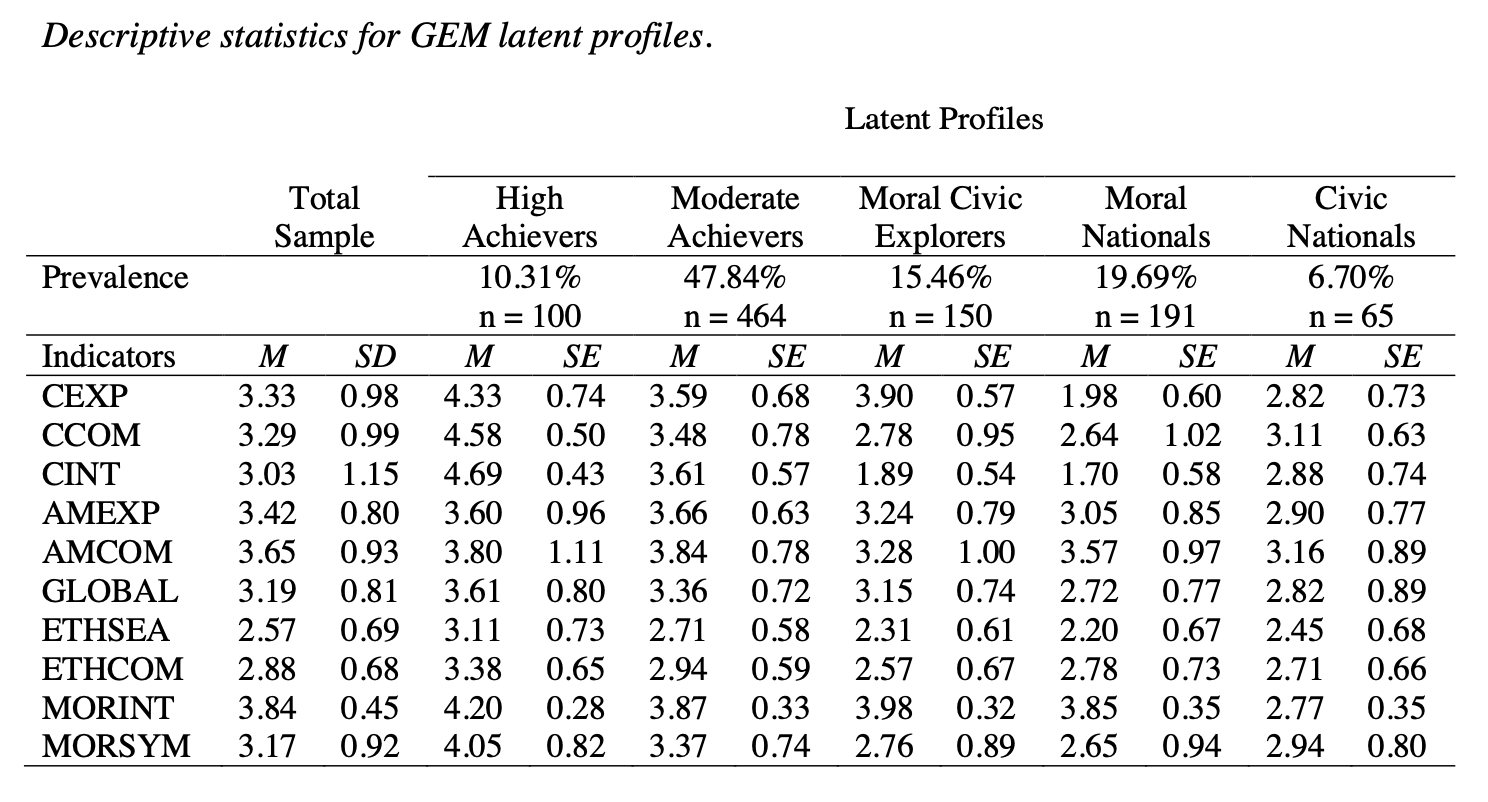 Descriptive statistics for GEM latent profiles.
Latent Profiles
Total Sample High Achievers Moderate Achievers Moral Civic Explorers Moral Nationals Civic Nationals
Prevalence 10.31% 47.84% 15.46% 19.69% 6.70%
n = 100 n = 464 n = 150 n = 191 n = 65
Indicators M SD M SE M SE M SE M SE M SE
CEXP 3.33 0.98 4.33 0.74 3.59 0.68 3.90 0.57 1.98 0.60 2.82 0.73
CCOM 3.29 0.99 4.58 0.50 3.48 0.78 2.78 0.95 2.64 1.02 3.11 0.63
CINT 3.03 1.15 4.69 0.43 3.61 0.57 1.89 0.54 1.70 0.58 2.88 0.74
AMEXP 3.42 0.80 3.60 0.96 3.66 0.63 3.24 0.79 3.05 0.85 2.90 0.77
AMCOM 3.65 0.93 3.80 1.11 3.84 0.78 3.28 1.00 3.57 0.97 3.16 0.89
GLOBAL 3.19 0.81 3.61 0.80 3.36 0.72 3.15 0.74 2.72 0.77 2.82 0.89
ETHSEA 2.57 0.69 3.11 0.73 2.71 0.58 2.31 0.61 2.20 0.67 2.45 0.68
ETHCOM 2.88 0.68 3.38 0.65 2.94 0.59 2.57 0.67 2.78 0.73 2.71 0.66
MORINT 3.84 0.45 4.20 0.28 3.87 0.33 3.98 0.32 3.85 0.35 2.77 0.35
MORSYM 3.17 0.92 4.05 0.82 3.37 0.74 2.76 0.89 2.65 0.94 2.94 0.80